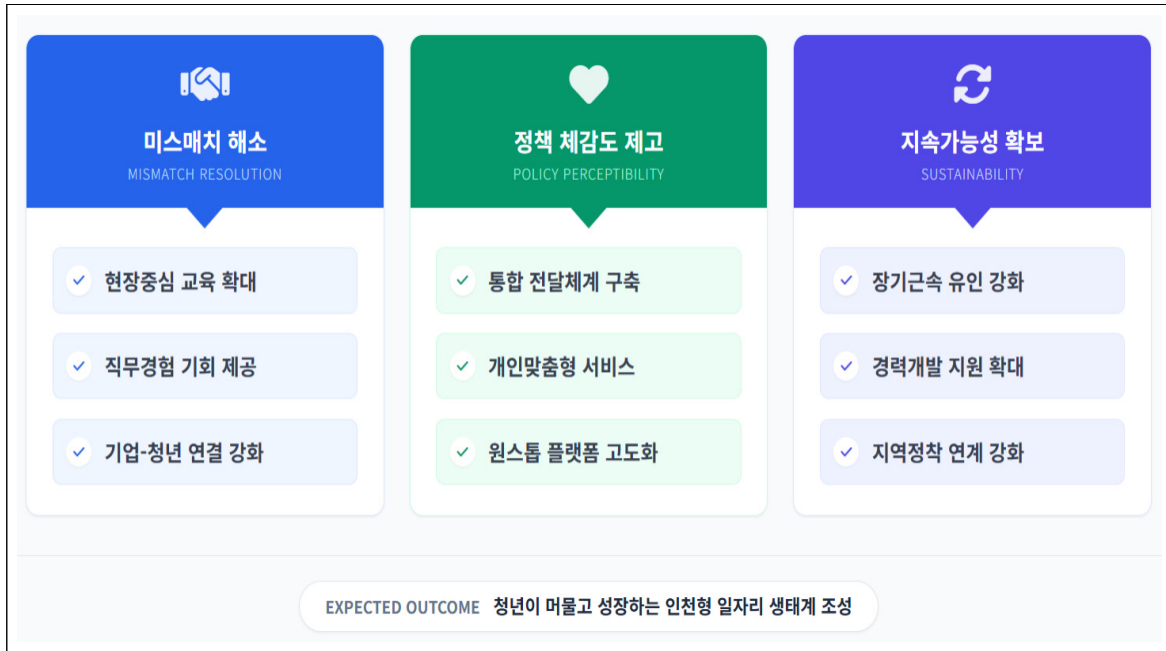 미스매치 해소
MISMATCH RESOLUTION
현장중심 교육 확대
직무경험 기회 제공
기업-청년 연결 강화
정책 체감도 제고
POLICY PERCEPTIBILITY
통합 전달체계 구축
개인맞춤형 서비스
원스톱 플랫폼 고도화
지속가능성 확보
SUSTAINABILITY
장기근속 유인 강화
경력개발 지원 확대
지역정착 연계 강화
EXPECTED OUTCOME 청년이 머물고 성장하는 인천형 일자리 생태계 조성